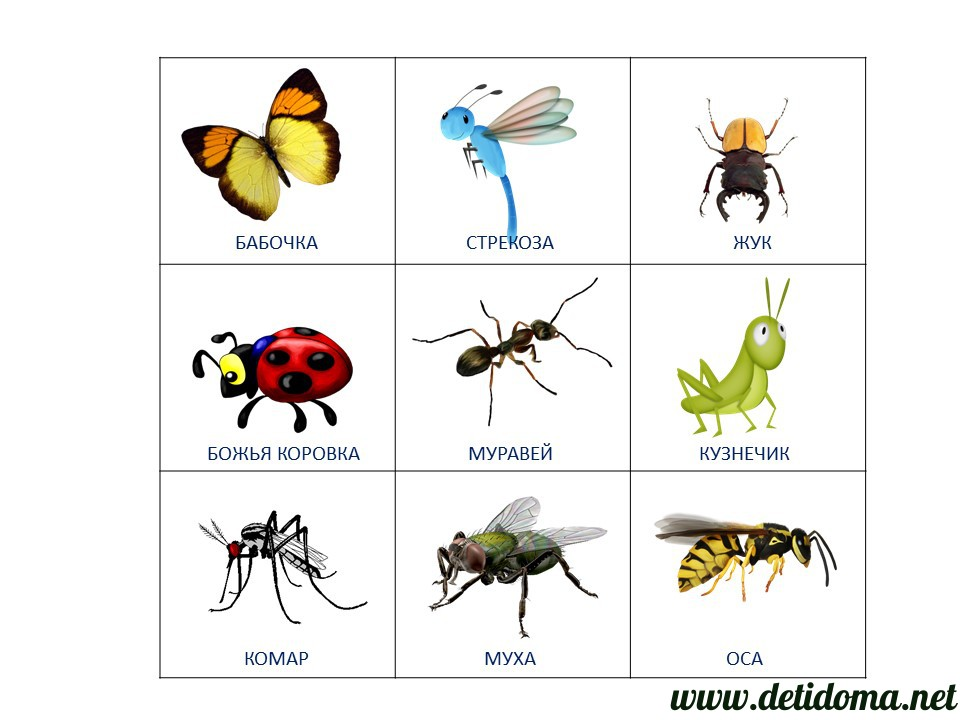 БАБОЧКА
СТРЕКОЗА
ЖУК
БОЖЬЯ КОРОВКА
МУРАВЕЙ
КУЗНЕЧИК
КОМАР
МУХА
ОСА
www.detidoma.net